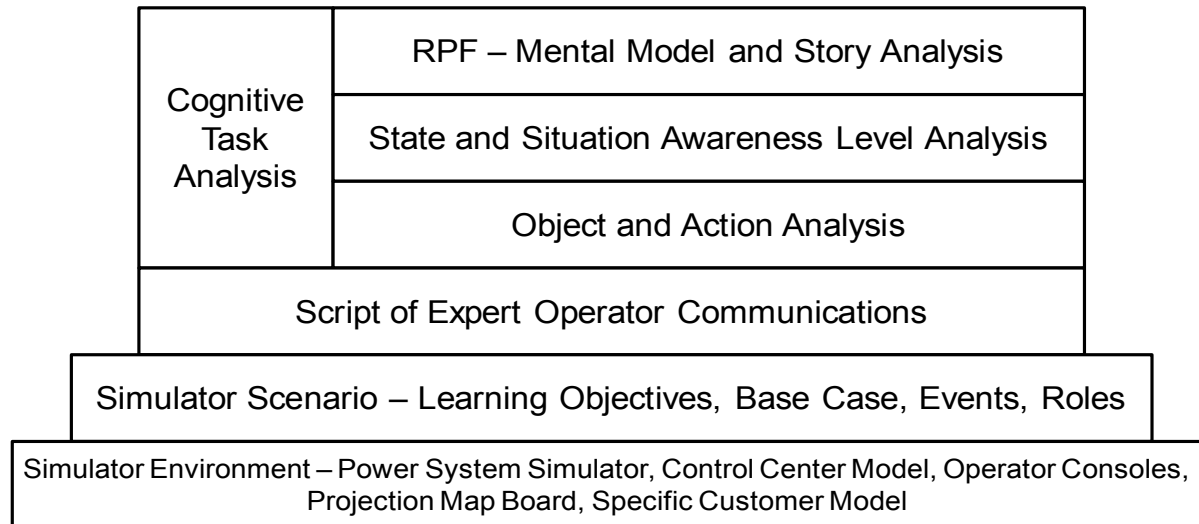 RPF – Mental Model and Story Analysis
Cognitive
Task
Analysis
State and Situation Awareness Level Analysis
Object and Action Analysis
Script of Expert Operator Communications
Simulator Scenario – Learning Objectives, Base Case, Events, Roles
Simulator Environment – Power System Simulator, Control Center Model, Operator Consoles,
Projection Map Board, Specific Customer Model